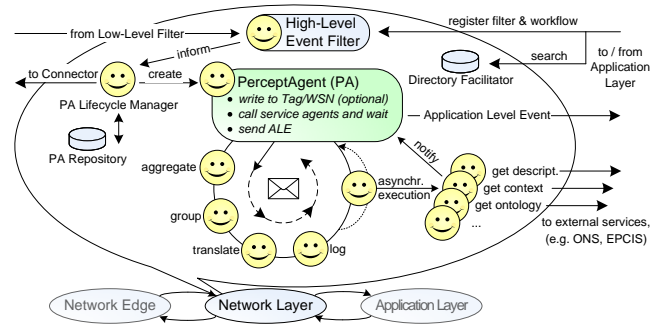 from Low-Level Filter
High-Level
Event Filter
register filter & workflow
inform
search
to / from
Application
Layer
Directory Facilitator
to Connector
create
PA Lifecycle Manager
PerceptAgent (PA)
• write to Tag/WSN (optional)
• call service agents and wait
• send ALE
Application Level Event
PA Repository
notify
aggregate
asynchr.
execution
get descript.
get context
get ontology
...
group
translate
log
to external services,
(e.g. ONS, EPCIS)
Network Edge
Network Layer
Application Layer